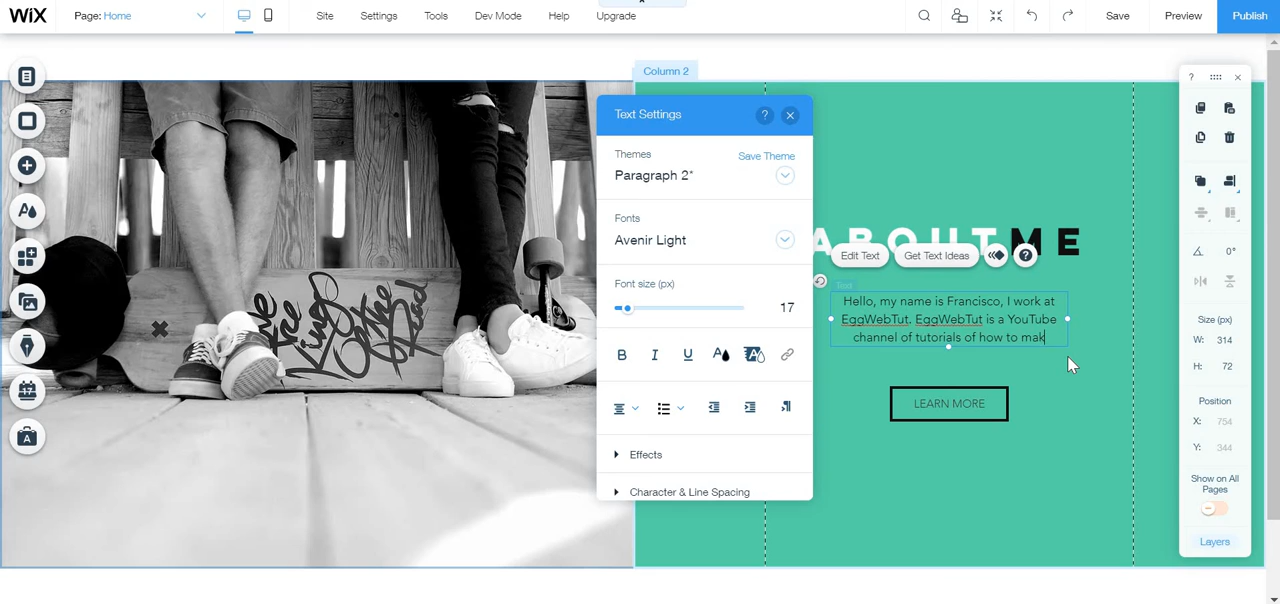 WiX
Page: Home
Site
Settings
Tools
Dev Mode
Help
Upgrade
Save
Preview
Publish
Column 2
Text Settings
?
Themes
Save Theme
Paragraph 2*
Fonts
Avenir Light
Font size (px)
17
B I U A A
Effects
Character & Line Spacing
ABOUT ME
Edit Text
Get Text Ideas
?
Text
Hello, my name is Francisco, I work at
EggWebTut. EggWebTut is a YouTube
channel of tutorials of how to mak
LEARN MORE
?
0°
Size (px)
W: 314
H: 72
Position
X: 754
Y: 344
Show on All
Pages
Layers
17
A